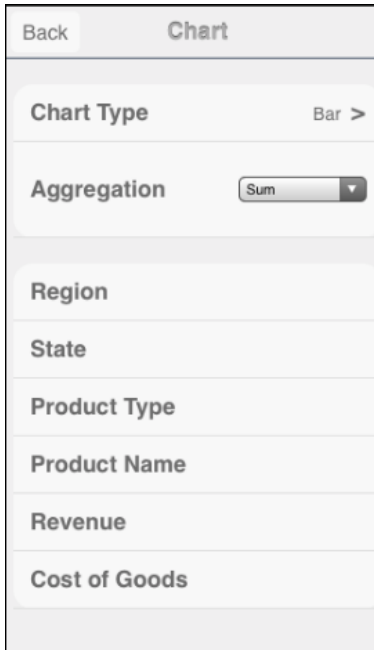 Back Chart
Chart Type Bar >
Aggregation Sum
Region
State
Product Type
Product Name
Revenue
Cost of Goods